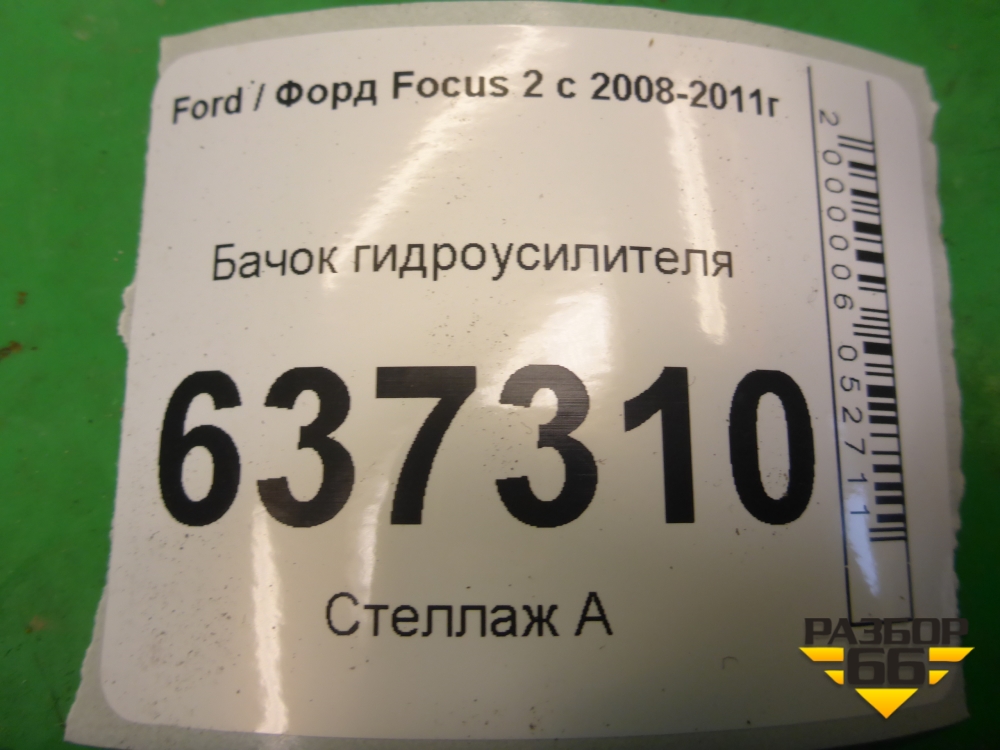 Ford / Форд Focus 2 с 2008-2011г
Бачок гидроусилителя
637310
Стеллаж А
2000006052711
РАЗБОР
66